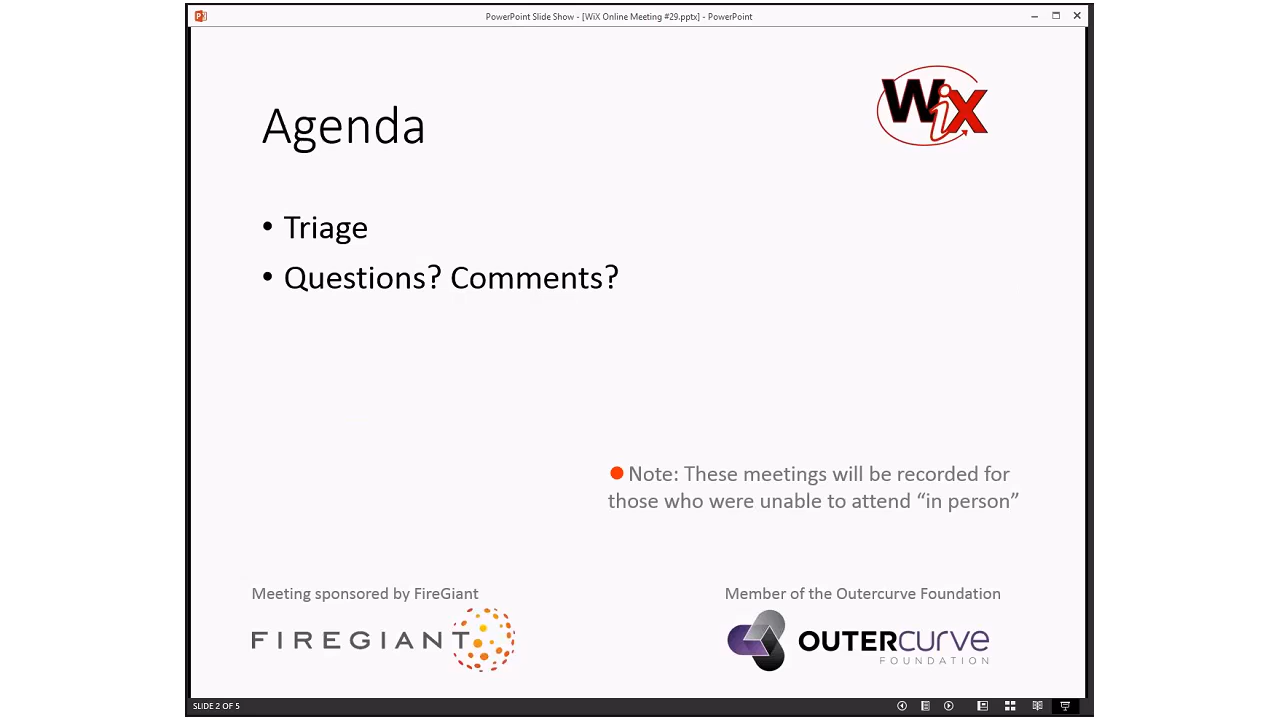 PowerPoint Slide Show - [WiX Online Meeting #29.pptx] - PowerPoint
WiX
Agenda
• Triage
• Questions? Comments?
Note: These meetings will be recorded for
those who were unable to attend “in person”
Meeting sponsored by FireGiant
FIREGIANT
Member of the Outercurve Foundation
OUTERCURVE
FOUNDATION
SLIDE 2 OF 5